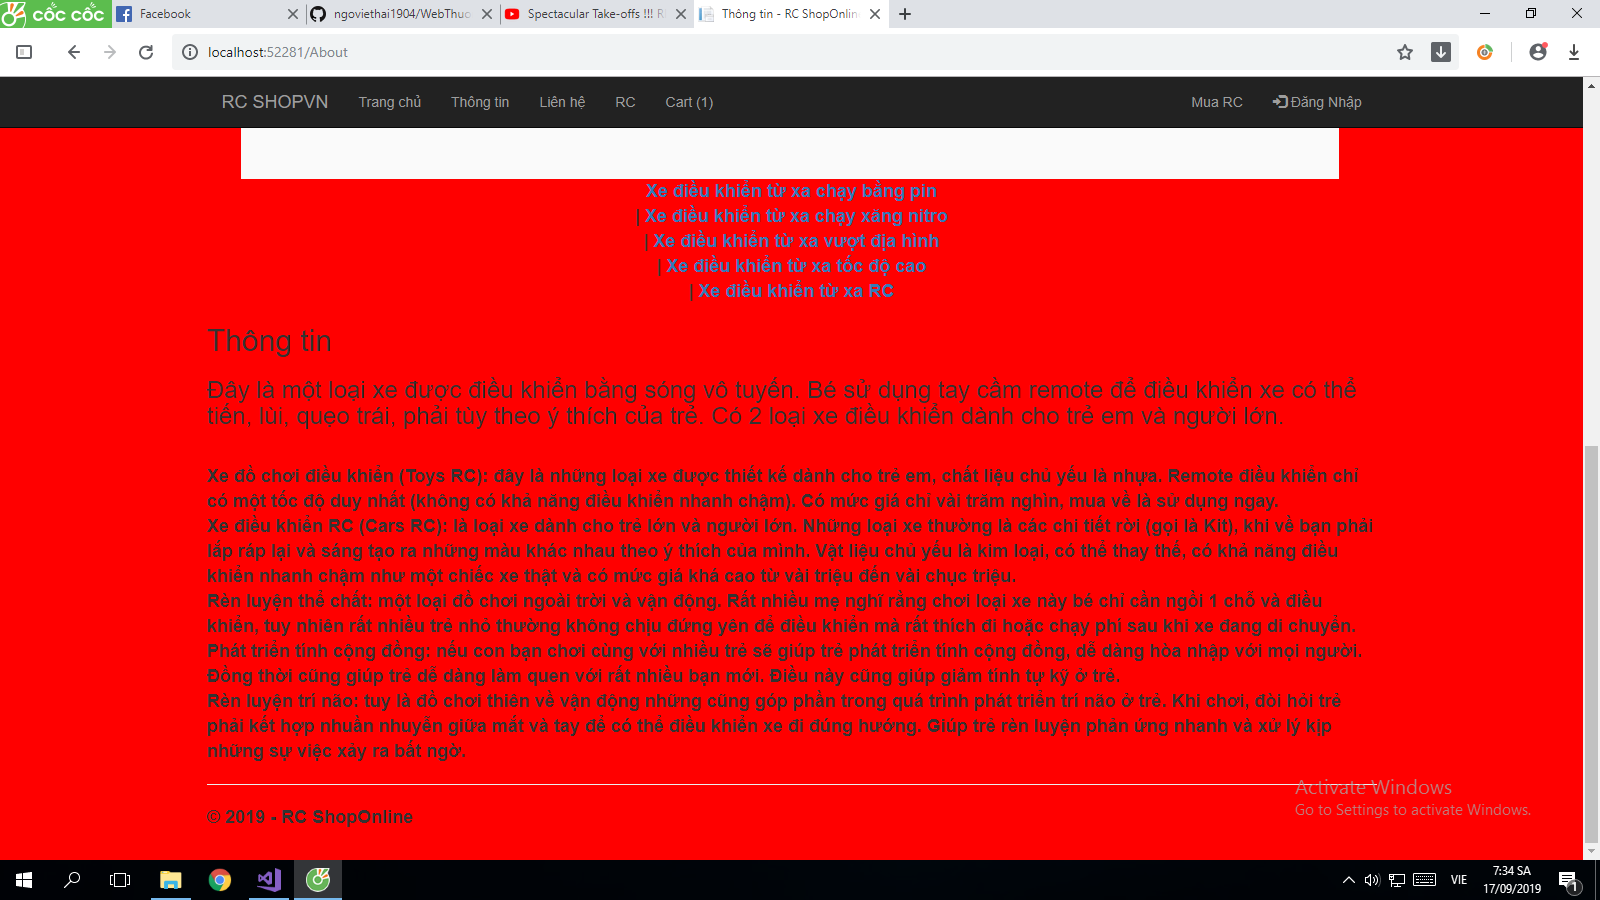 cốc cốc
Facebook
ngoviethai1904/WebThuo
Spectacular Take-offs !!! R
Thông tin - RC ShopOnlin
localhost:52281/About
RC SHOPVN
Trang chủ
Thông tin
Liên hệ
RC
Cart (1)
Mua RC
Đăng Nhập
Xe điều khiển từ xa chạy bằng pin
| Xe điều khiển từ xa chạy xăng nitro
| Xe điều khiển từ xa vượt địa hình
| Xe điều khiển từ xa tốc độ cao
| Xe điều khiển từ xa RC
Thông tin
Đây là một loại xe được điều khiển bằng sóng vô tuyến. Bé sử dụng tay cầm remote để điều khiển xe có thể
tiến, lùi, quẹo trái, phải tùy theo ý thích của trẻ. Có 2 loại xe điều khiển dành cho trẻ em và người lớn.
Xe đồ chơi điều khiển (Toys RC): đây là những loại xe được thiết kế dành cho trẻ em, chất liệu chủ yếu là nhựa. Remote điều khiển chỉ
có một tốc độ duy nhất (không có khả năng điều khiển nhanh chậm). Có mức giá chỉ vài trăm nghìn, mua về là sử dụng ngay.
Xe điều khiển RC (Cars RC): là loại xe dành cho trẻ lớn và người lớn. Những loại xe thường là các chi tiết rời (gọi là Kit), khi về bạn phải
lắp ráp lại và sáng tạo ra những màu khác nhau theo ý thích của mình. Vật liệu chủ yếu là kim loại, có thể thay thế, có khả năng điều
khiển nhanh chậm như một chiếc xe thật và có mức giá khá cao từ vài triệu đến vài chục triệu.
Rèn luyện thể chất: một loại đồ chơi ngoài trời và vận động. Rất nhiều mẹ nghĩ rằng chơi loại xe này bé chỉ cần ngồi 1 chỗ và điều
khiển, tuy nhiên rất nhiều trẻ nhỏ thường không chịu đứng yên để điều khiển mà rất thích đi hoặc chạy phí sau khi xe đang di chuyển.
Phát triển tính cộng đồng: nếu con bạn chơi cùng với nhiều trẻ sẽ giúp trẻ phát triển tính cộng đồng, dễ dàng hòa nhập với mọi người.
Đồng thời cũng giúp trẻ dễ dàng làm quen với rất nhiều bạn mới. Điều này cũng giúp giảm tính tự kỷ ở trẻ.
Rèn luyện trí não: tuy là đồ chơi thiên về vận động những cũng góp phần trong quá trình phát triển trí não ở trẻ. Khi chơi, đòi hỏi trẻ
phải kết hợp nhuần nhuyễn giữa mắt và tay để có thể điều khiển xe đi đúng hướng. Giúp trẻ rèn luyện phản ứng nhanh và xử lý kịp
những sự việc xảy ra bất ngờ.
© 2019 - RC ShopOnline
Activate Windows
Go to Settings to activate Windows.
VIE
7:34 SA
17/09/2019
1